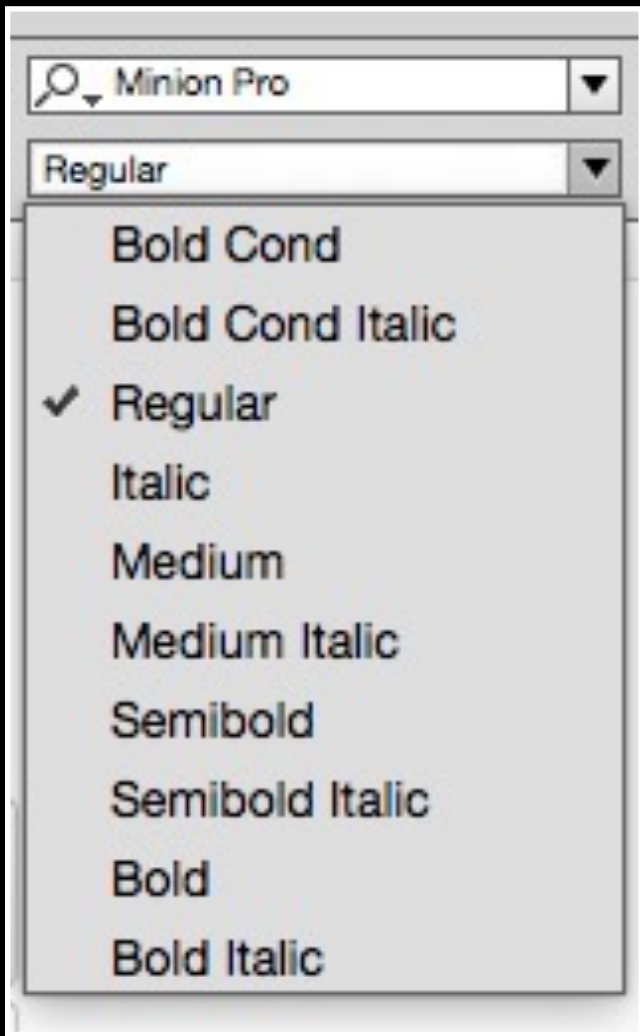 Minion Pro
Regular
Bold Cond
Bold Cond Italic
Regular
Italic
Medium
Medium Italic
Semibold
Semibold Italic
Bold
Bold Italic